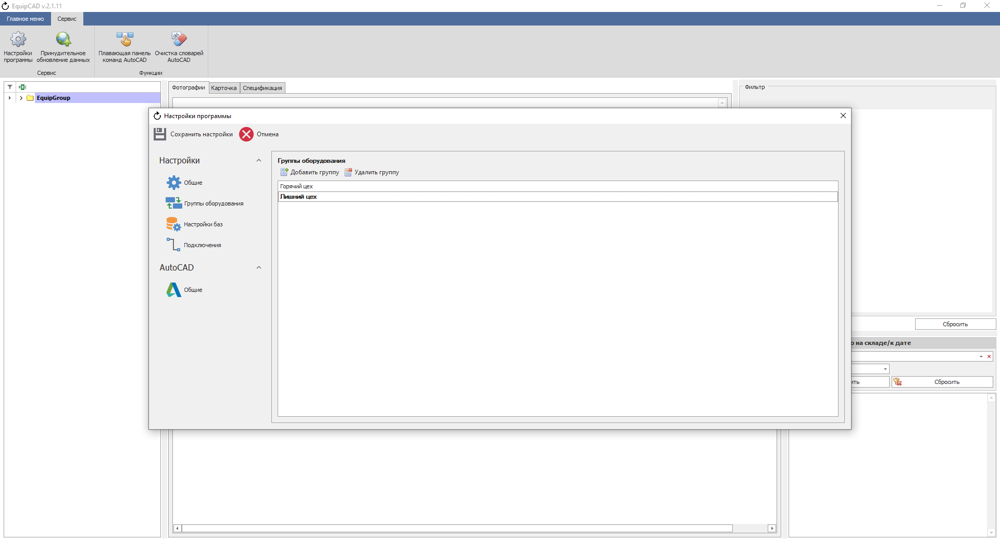 EquipCAD v.2.1.11
Главное меню
Сервис
Настройки программы
Принудительное обновление данных
Плавающая панель команд AutoCAD
Очистка словарей AutoCAD
Сервис
Функции
ABC
EquipGroup
Фотографии
Карточка
Спецификация
Фильтр
Настройки программы
Сохранить настройки
Отмена
Настройки
Общие
Группы оборудования
Настройки баз
Подключения
AutoCAD
Общие
Группы оборудования
Добавить группу
Удалить группу
Горячий цех
Лишний цех
Сбросить
о на складе/к дате
ить
Сбросить